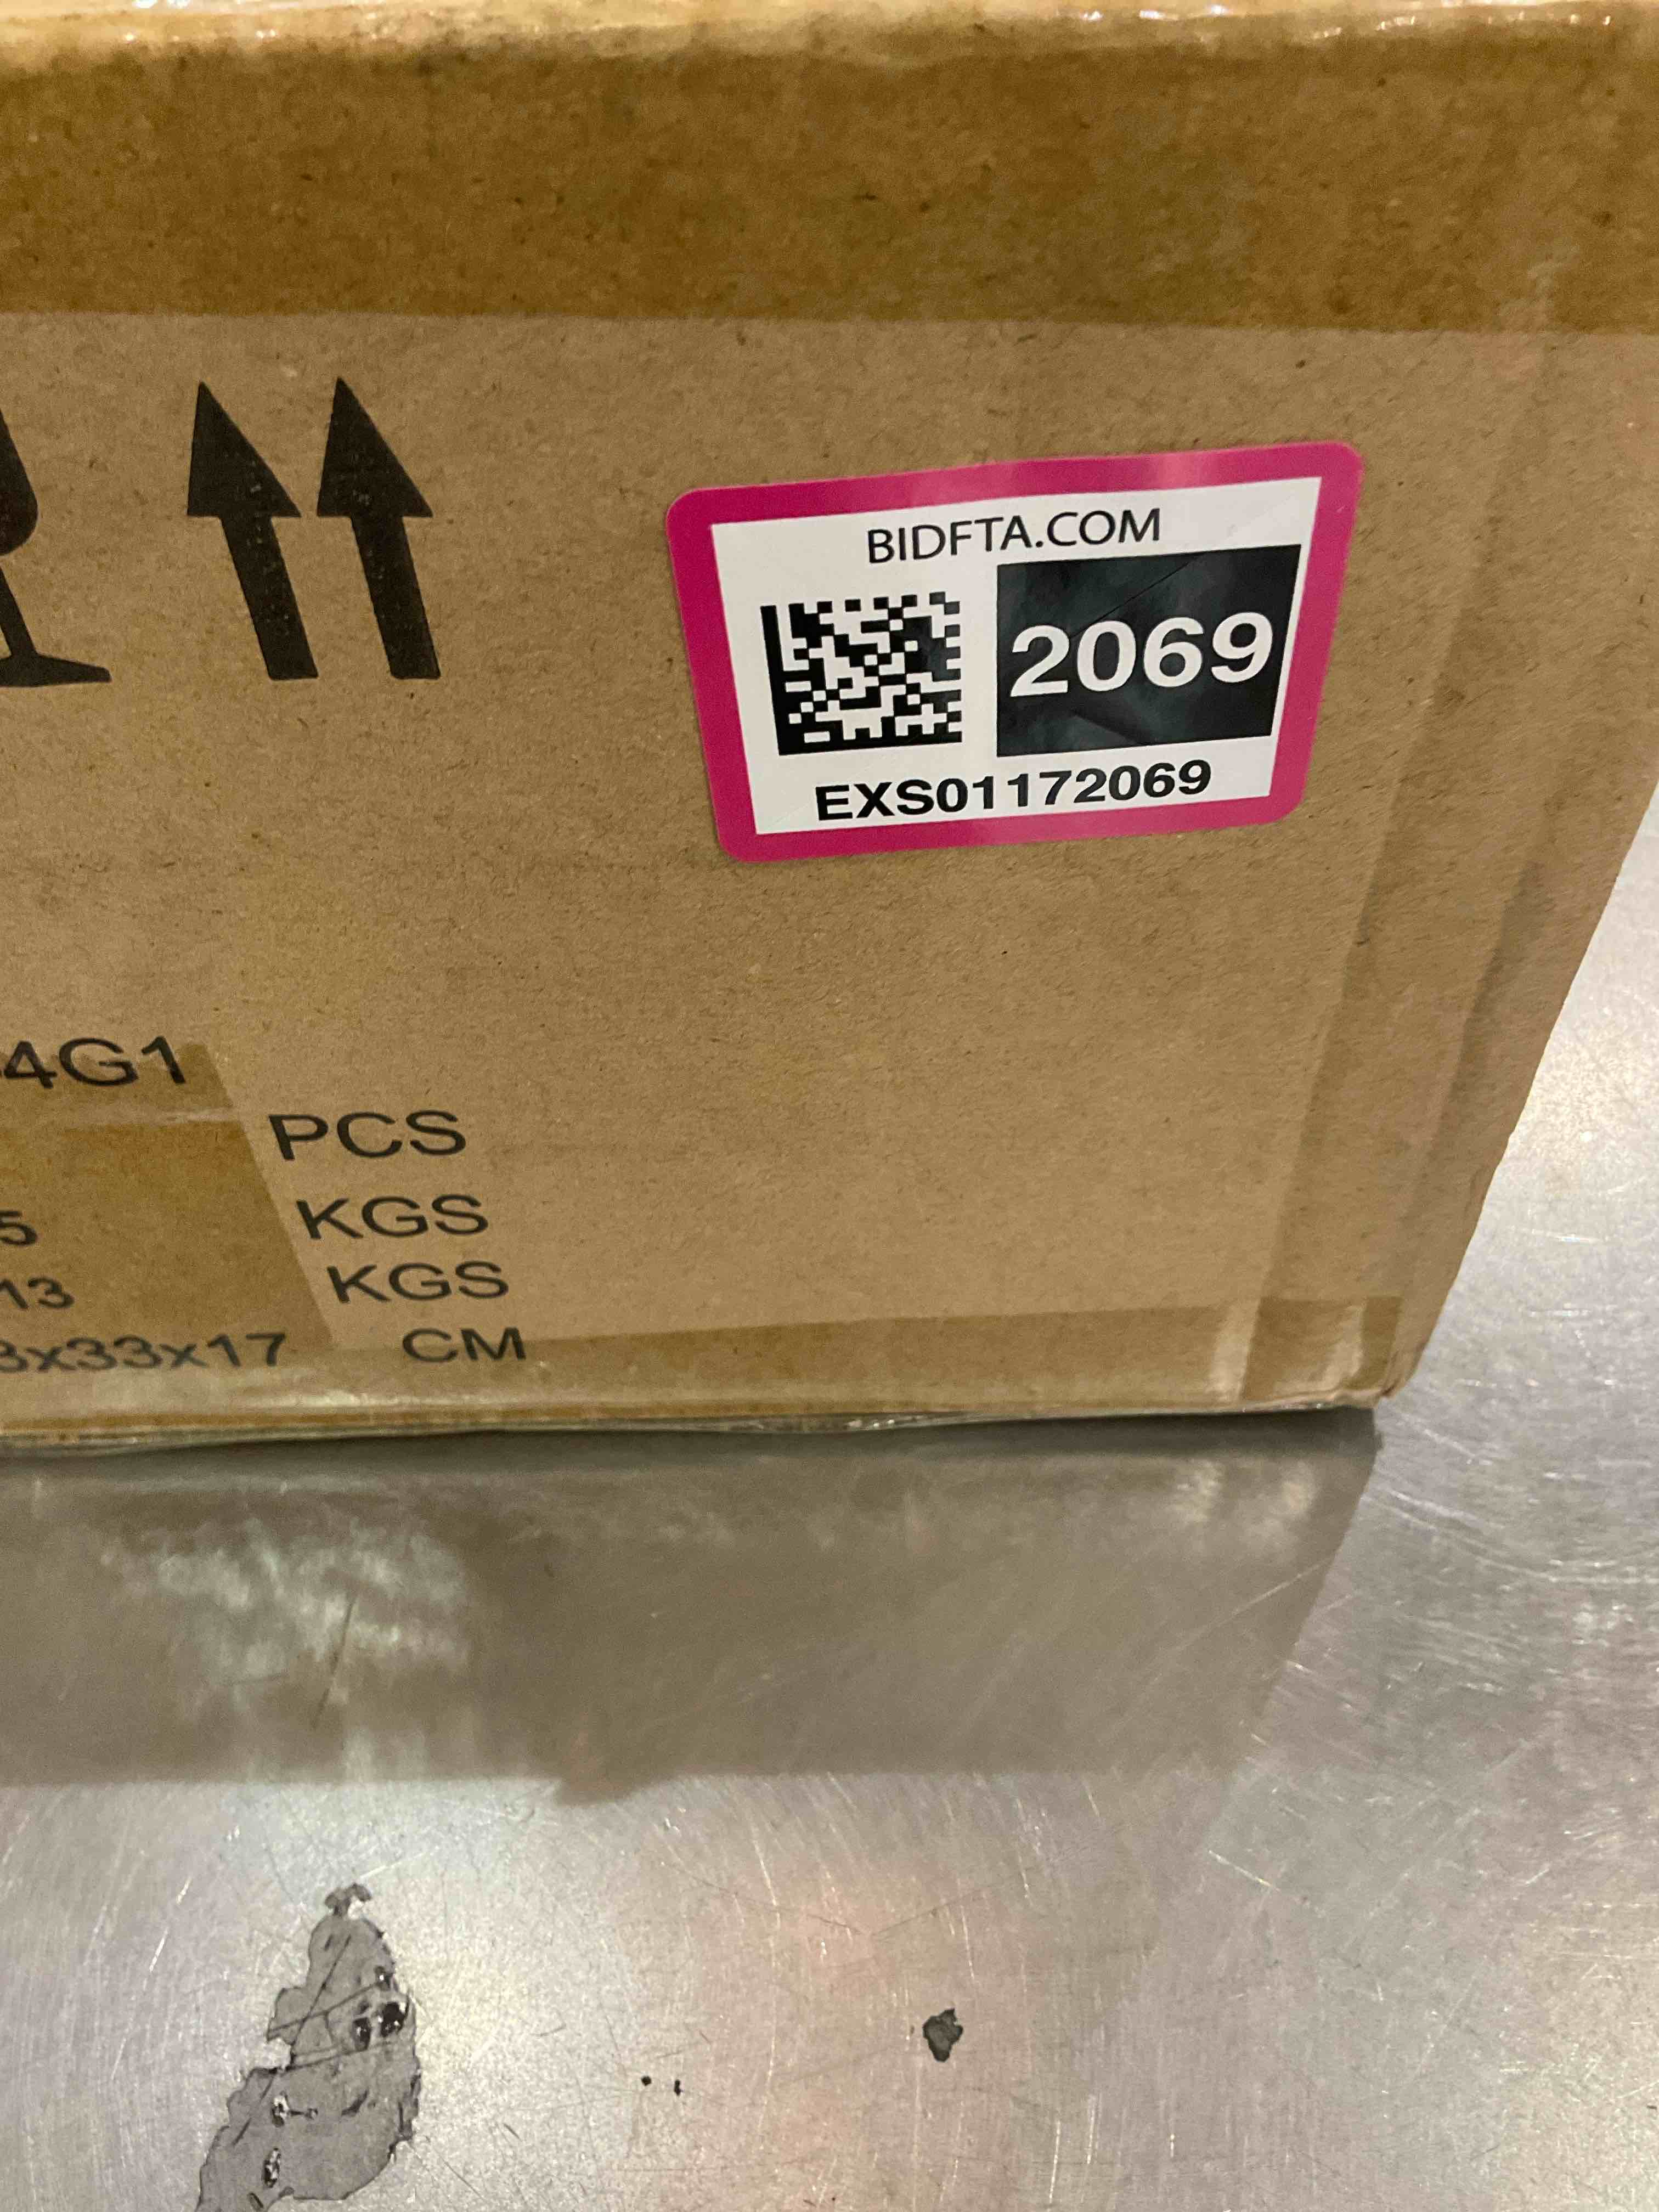 BIDFTA.COM
2069
EXS01172069
4G1
PCS
5 KGS
13 KGS
3x33x17 CM